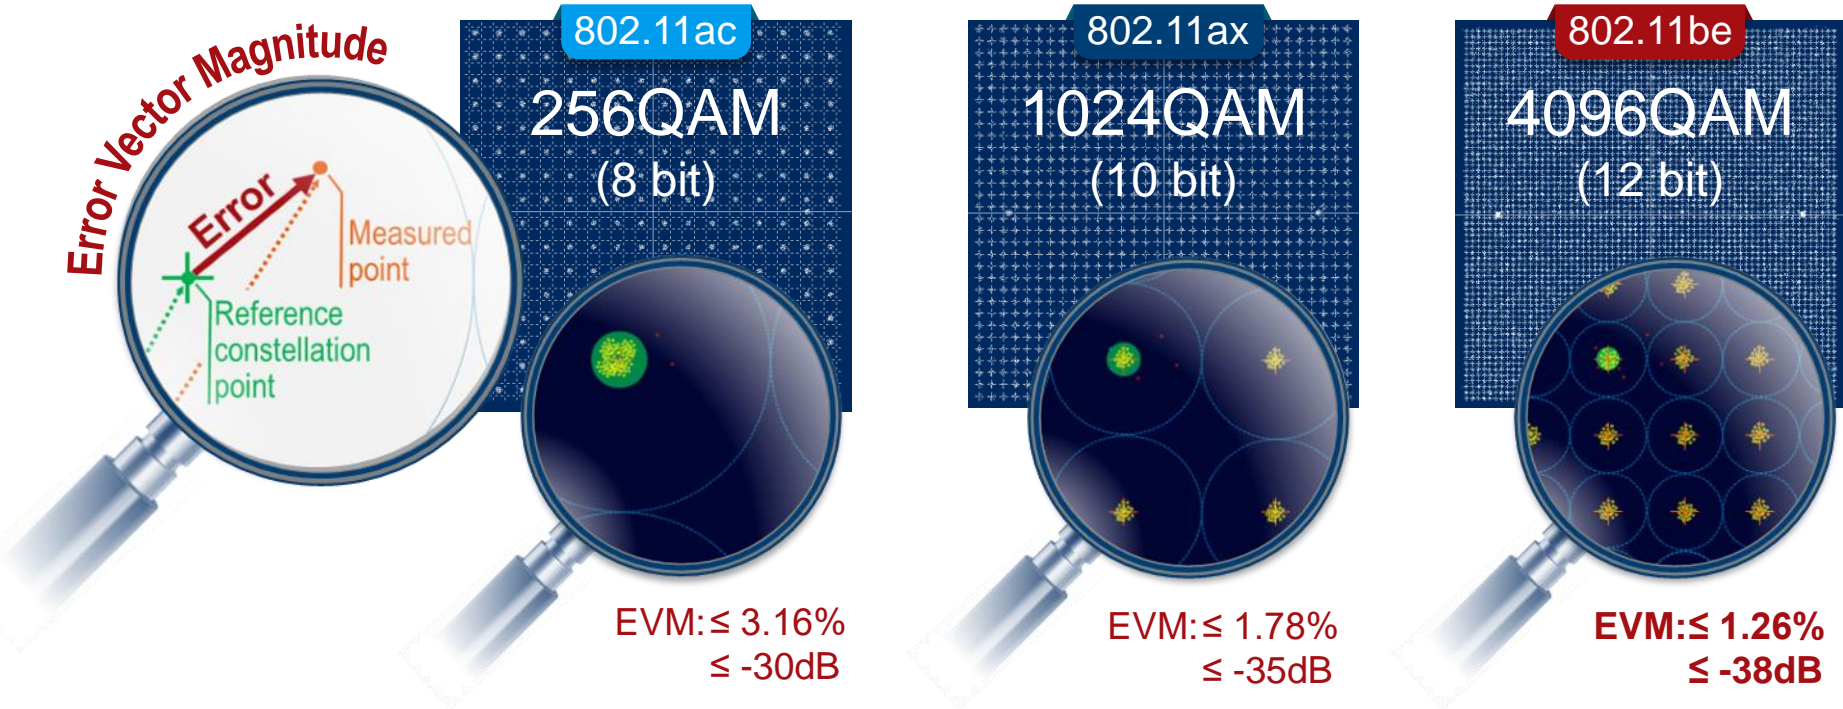 Error Vector Magnitude
Error
Measured
point
Reference
constellation
point
802.11ac
256QAM
(8 bit)
EVM:≤ 3.16%
≤ -30dB
802.11ax
1024QAM
(10 bit)
EVM:≤ 1.78%
≤ -35dB
802.11be
4096QAM
(12 bit)
EVM:≤ 1.26%
≤ -38dB